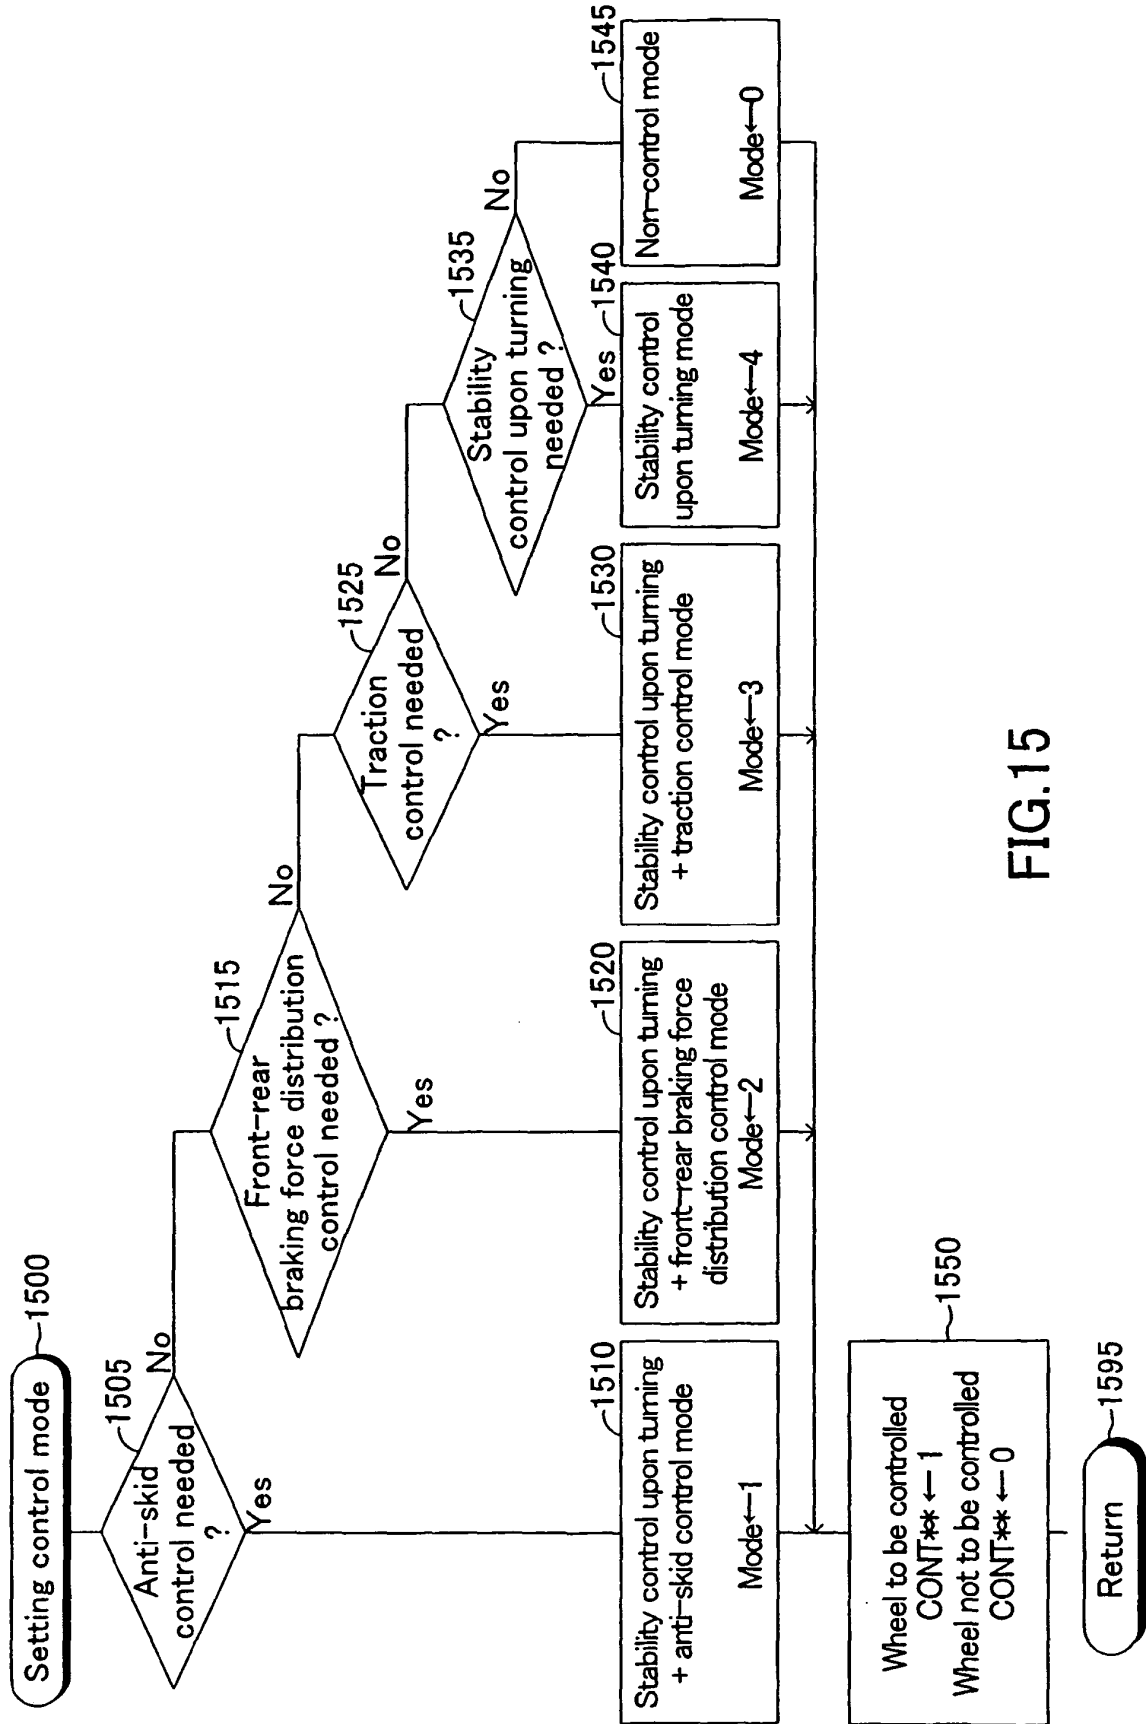 Setting control mode
1500
Anti-skid
control needed
?
1505
No
Yes
Front-rear
braking force distribution
control needed ?
1515
No
Yes
Traction
control needed
?
1525
No
Yes
Stability
control upon turning
needed ?
1535
No
Yes
Stability control upon turning
+ anti-skid control mode
Mode←1
1510
Stability control upon turning
+ front-rear braking force
distribution control mode
Mode←2
1520
Stability control upon turning
+ traction control mode
Mode←3
1530
Stability control
upon turning mode
Mode←4
1540
Non-control mode
Mode←0
1545
Wheel to be controlled
CONT**←1
Wheel not to be controlled
CONT**←0
1550
Return
1595
FIG.15